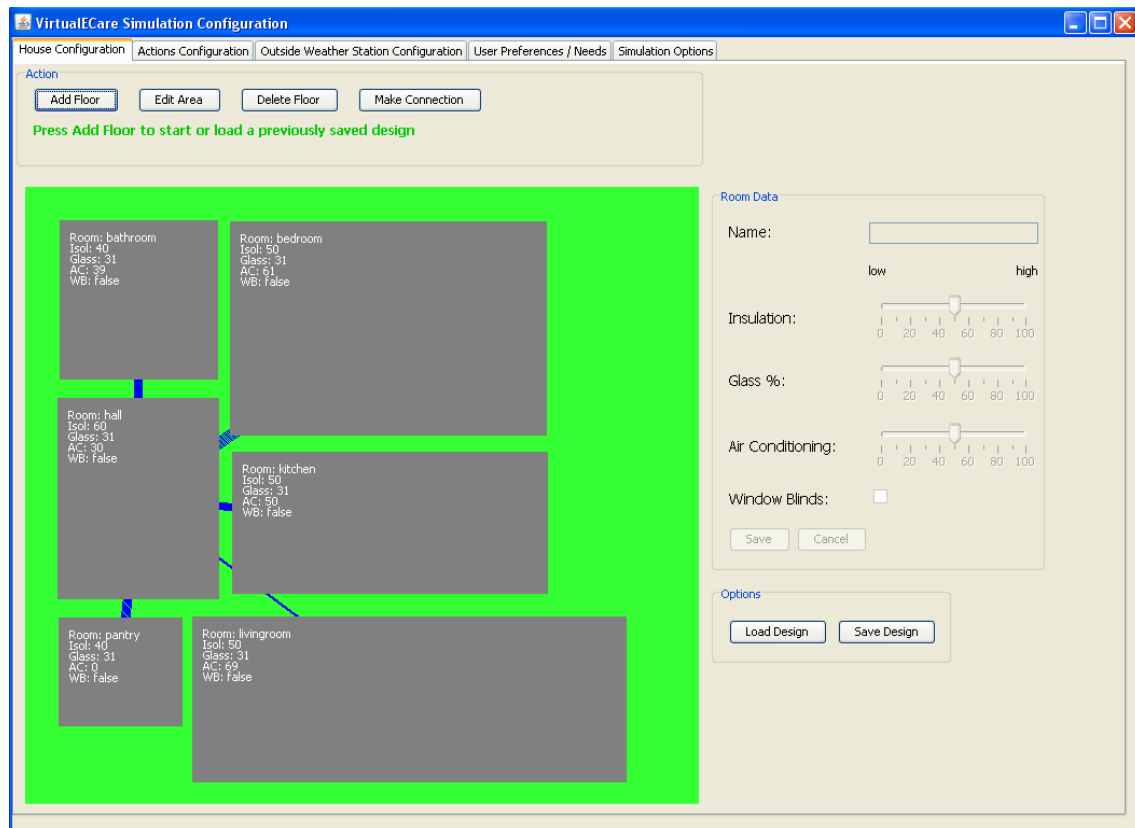 VirtualECare Simulation Configuration
House Configuration Actions Configuration Outside Weather Station Configuration User Preferences / Needs Simulation Options
Action
Add Floor Edit Area Delete Floor Make Connection
Press Add Floor to start or load a previously saved design
Room: bathroom
Isol: 40
Glass: 31
AC: 39
WB: false
Room: bedroom
Isol: 50
Glass: 31
AC: 61
WB: false
Room: hall
Isol: 60
Glass: 31
AC: 30
WB: false
Room: kitchen
Isol: 50
Glass: 31
AC: 50
WB: false
Room: pantry
Isol: 40
Glass: 31
AC: 0
WB: false
Room: livingroom
Isol: 50
Glass: 31
AC: 69
WB: false
Room Data
Name:
low high
Insulation:
0 20 40 60 80 100
Glass %:
0 20 40 60 80 100
Air Conditioning:
0 20 40 60 80 100
Window Blinds:
Save Cancel
Options
Load Design Save Design